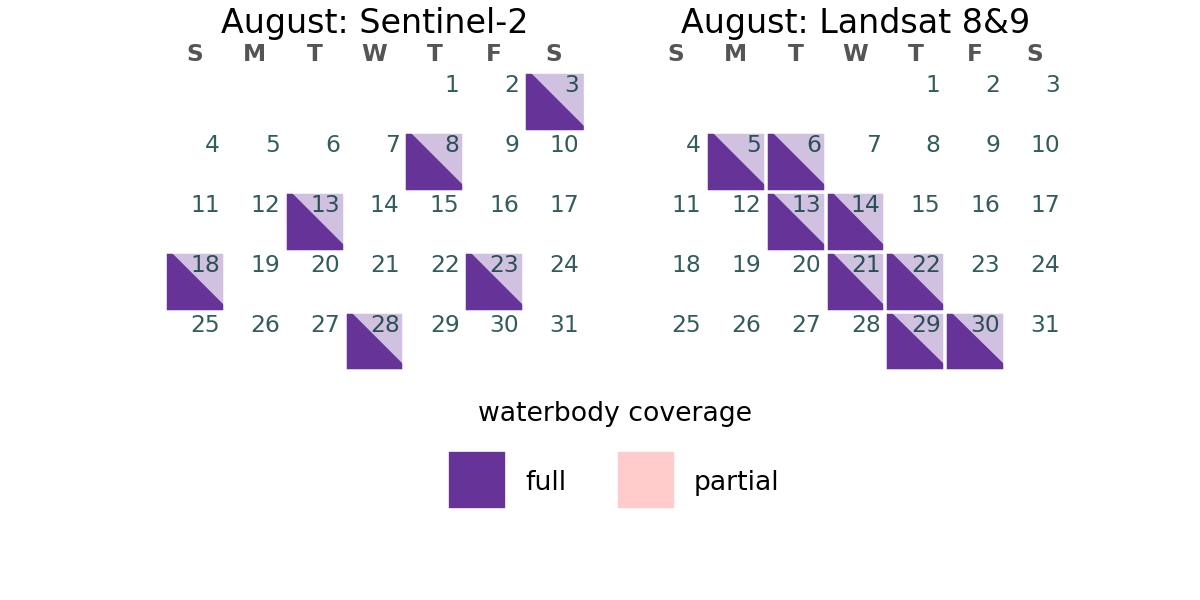 August: Sentinel-2
S M T W T F S
1 2 3
4 5 6 7 8 9 10
11 12 13 14 15 16 17
18 19 20 21 22 23 24
25 26 27 28 29 30 31
August: Landsat 8&9
S M T W T F S
1 2 3
4 5 6 7 8 9 10
11 12 13 14 15 16 17
18 19 20 21 22 23 24
25 26 27 28 29 30 31
waterbody coverage
full partial